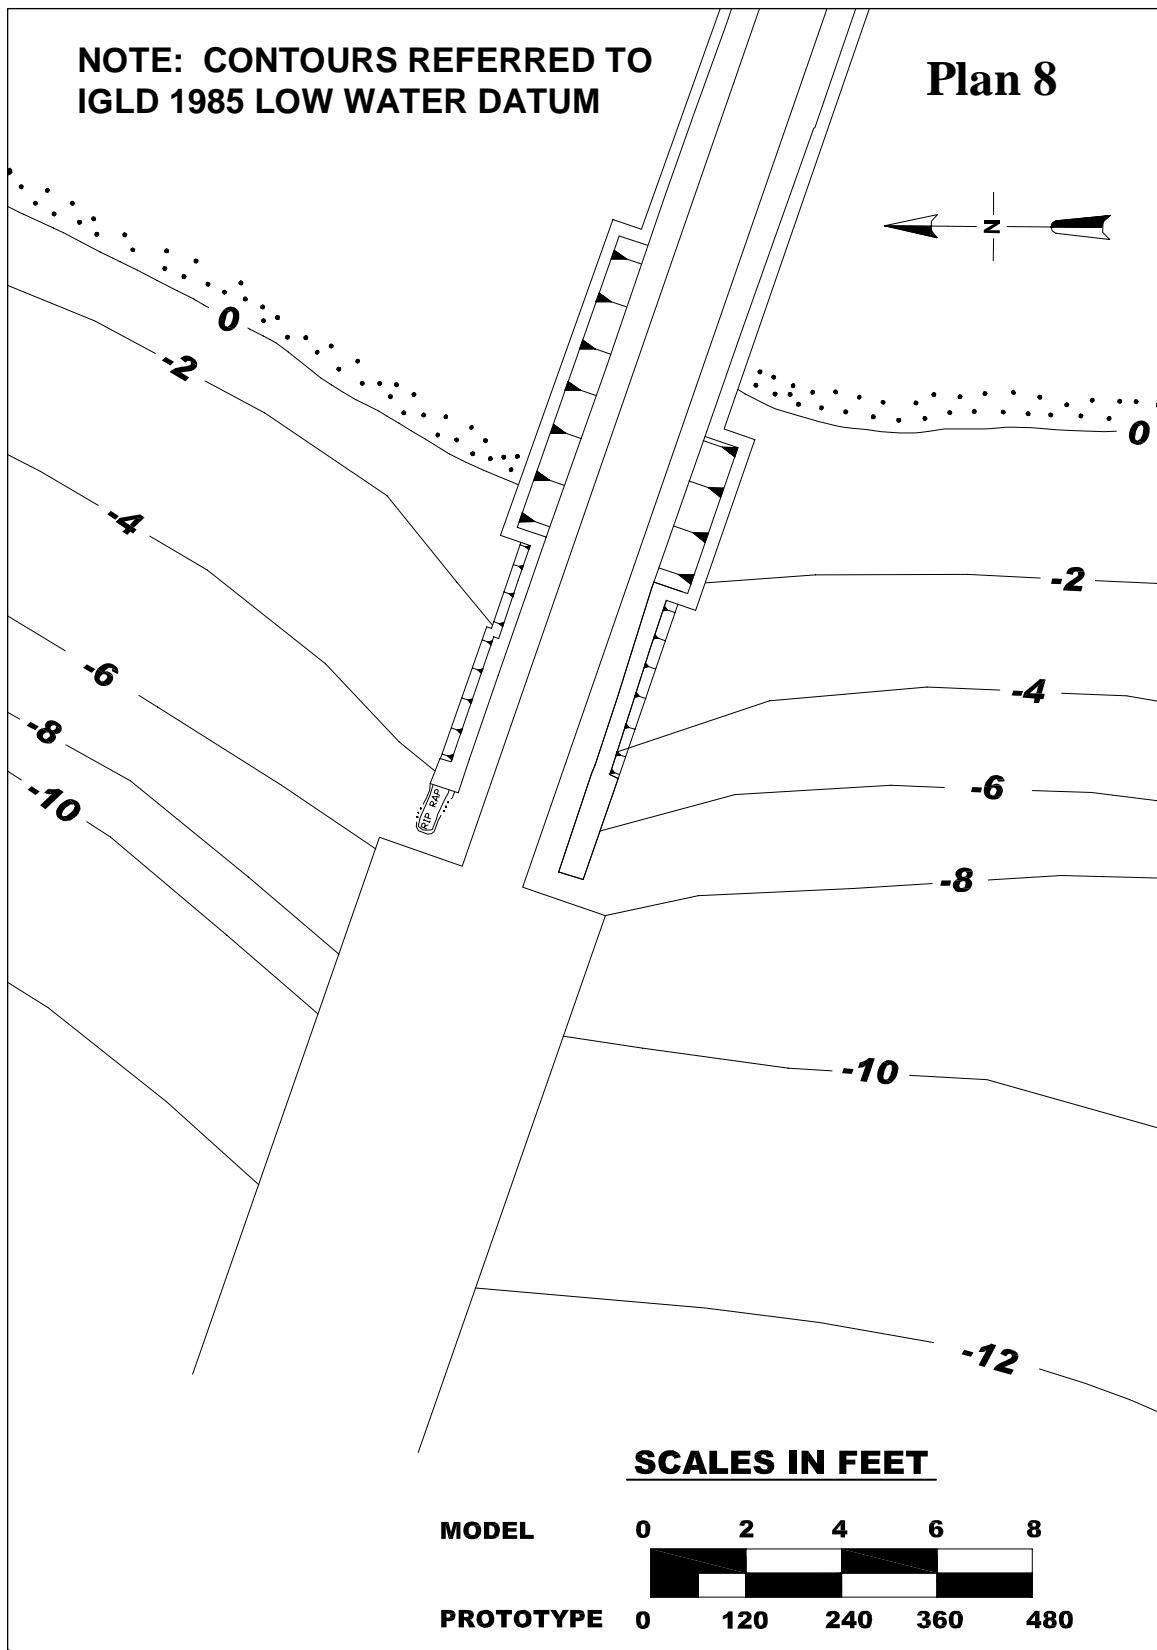 NOTE: CONTOURS REFERRED TO
IGLD 1985 LOW WATER DATUM
Plan 8
N
0
-2
-4
-6
-8
-10
0
-2
-4
-6
-8
-10
-12
RIP RAP
SCALES IN FEET
MODEL 0 2 4 6 8
PROTOTYPE 0 120 240 360 480